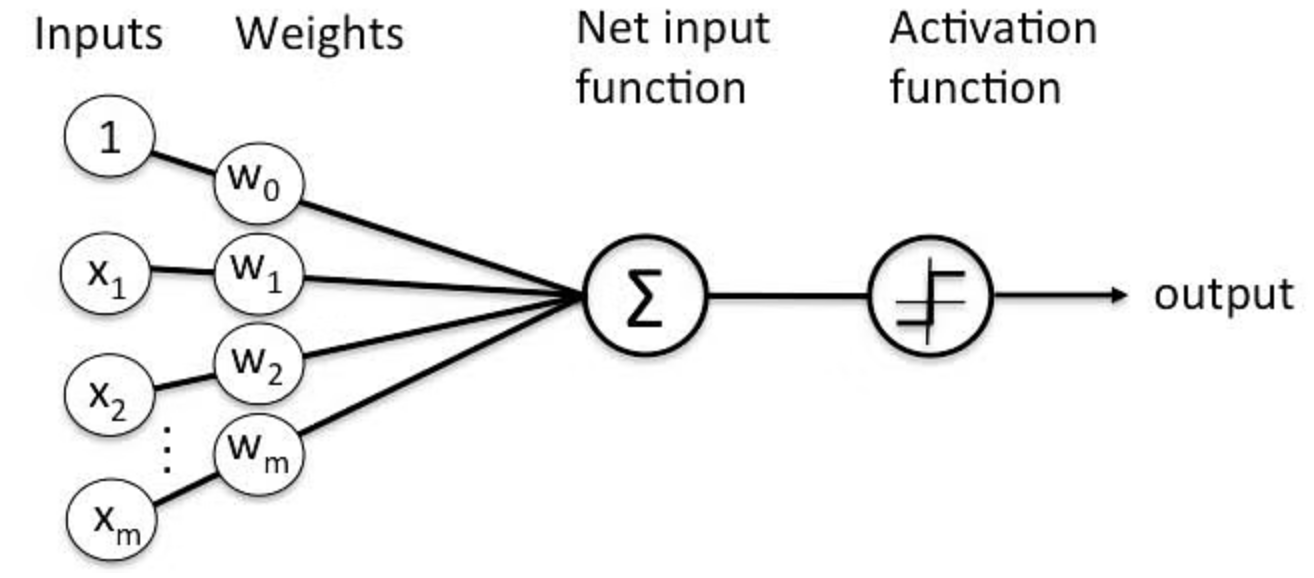 Inputs
Weights
Net input
function
Activation
function
1
w₀
x₁
w₁
x₂
w₂
⋮
xₘ
wₘ
Σ
output